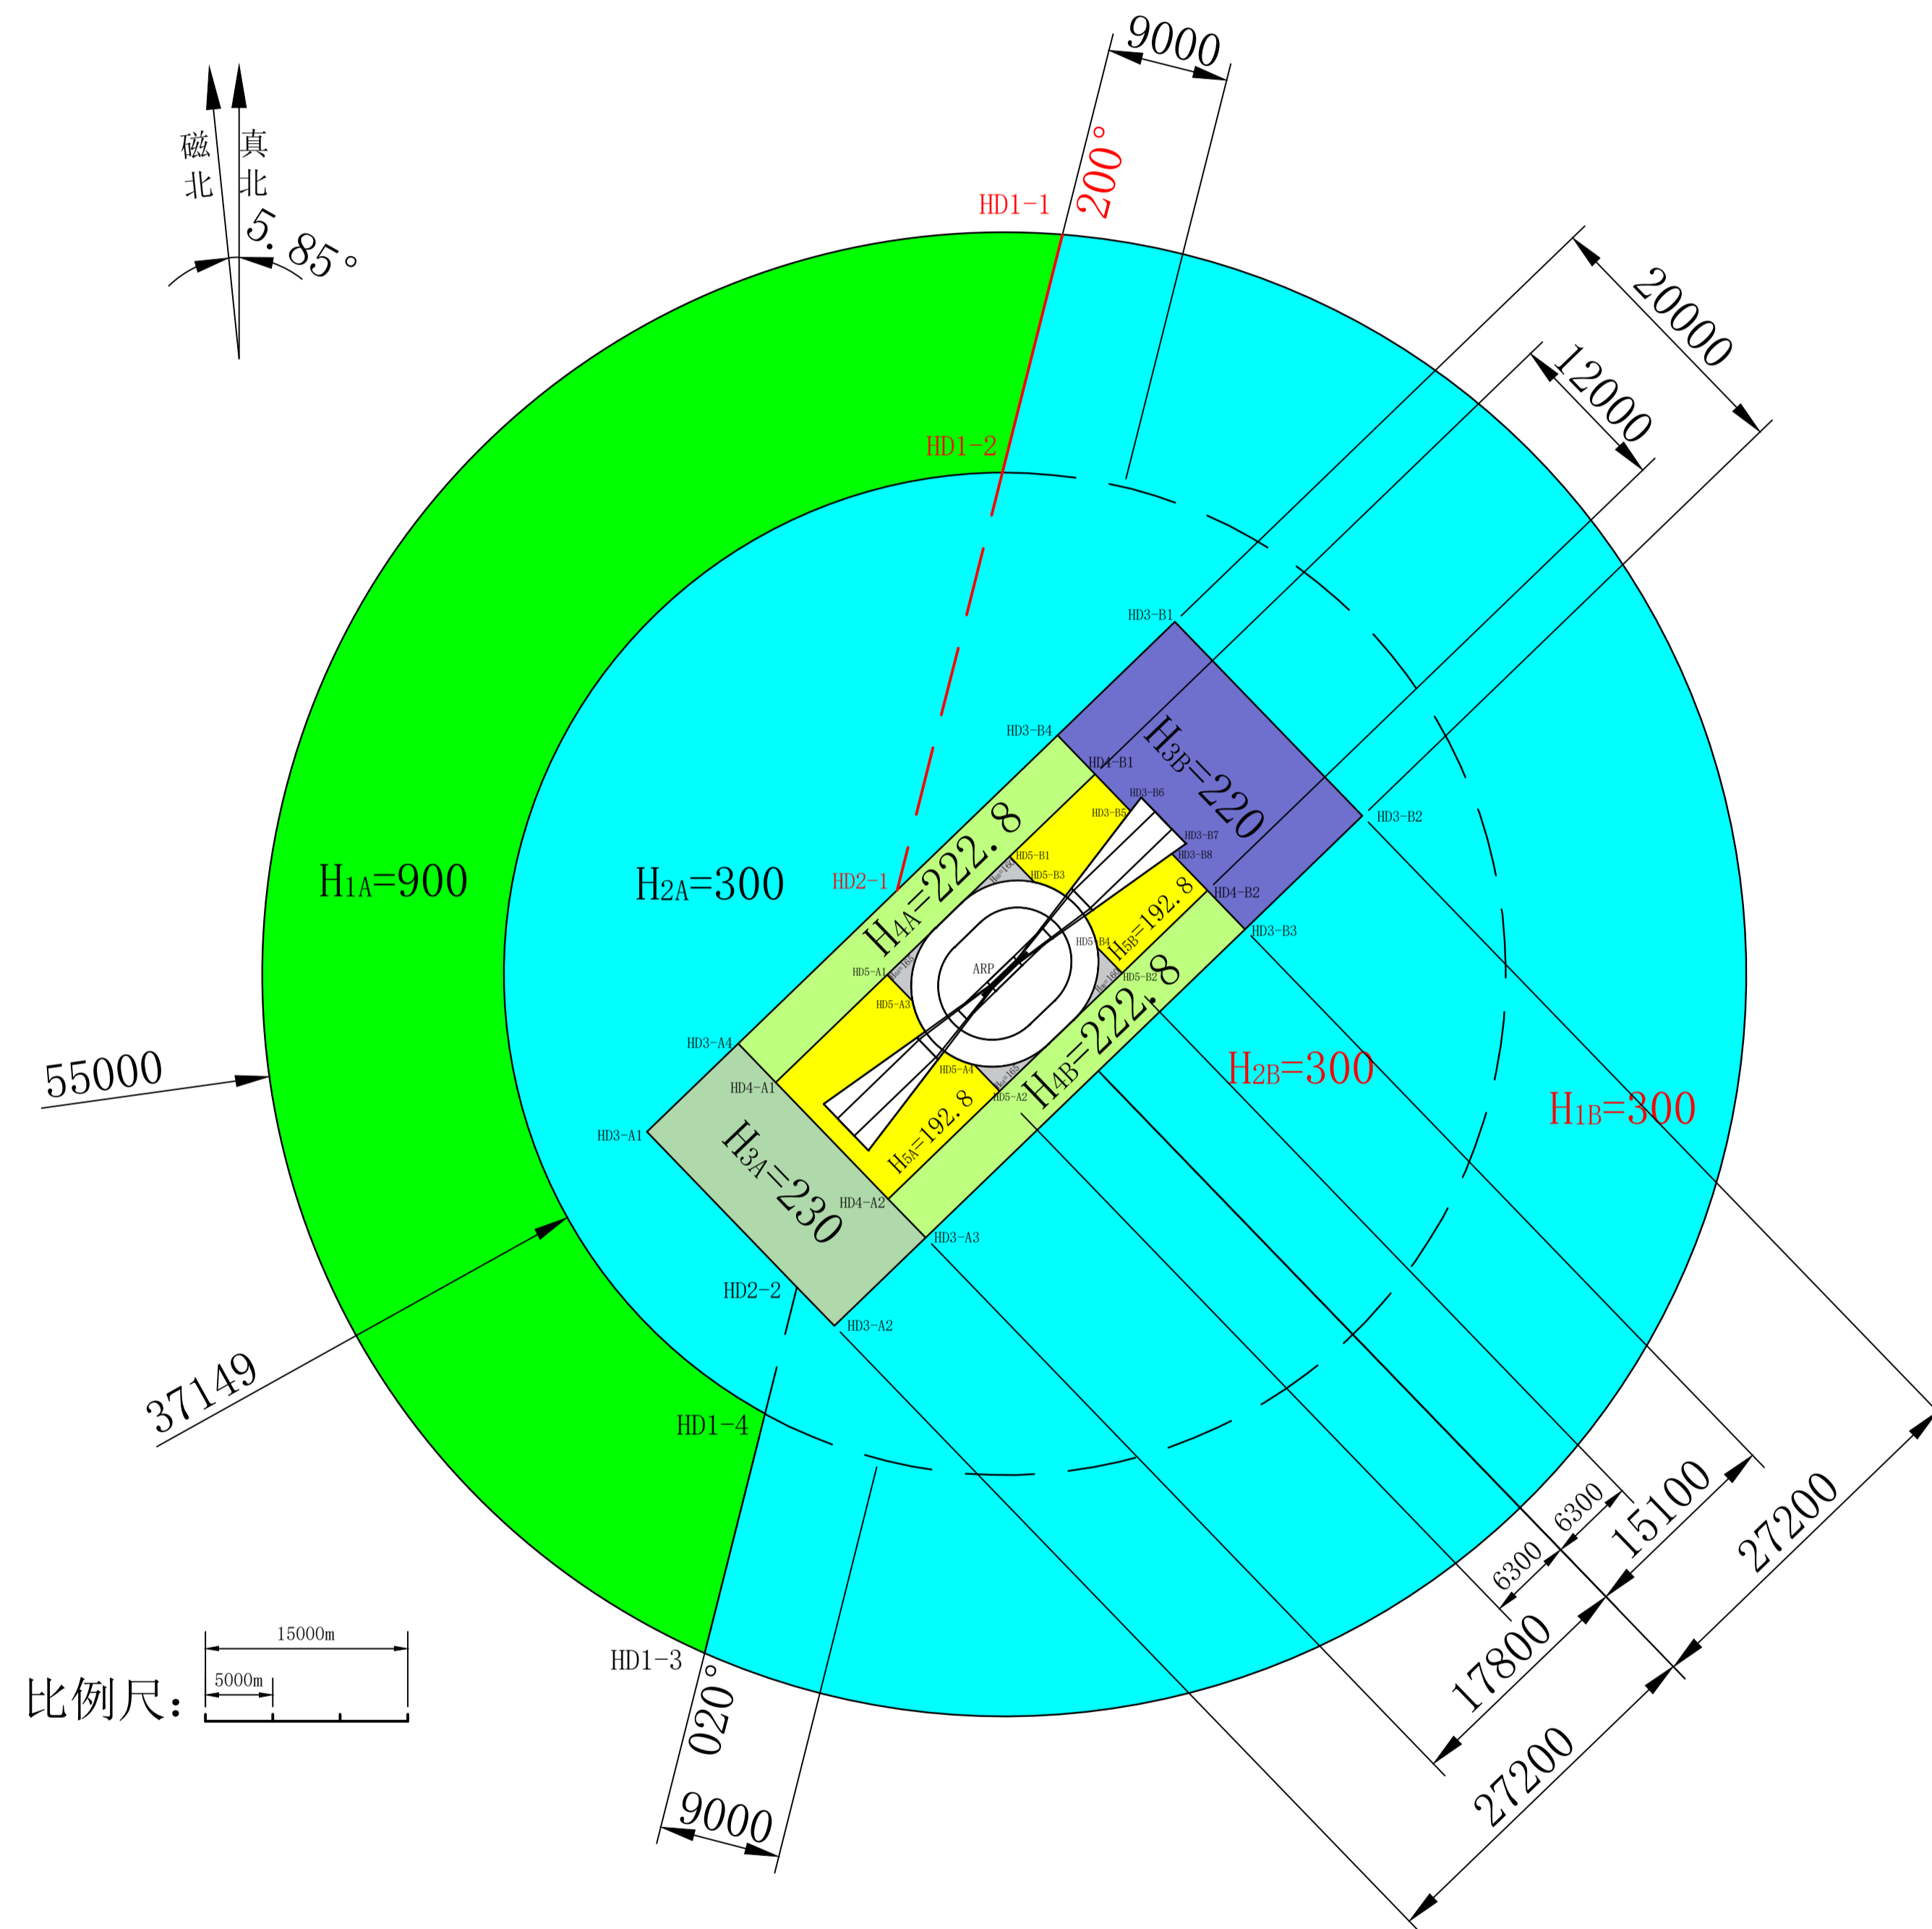 9000
200°
HD1-1
磁北
真北
5.85°
20000
12000
HD1-2
HD3-B1
HD3-B4
HD4-B1
H3B=220
HD3-B6
HD3-B5
HD3-B7
HD3-B8
HD3-B2
H1A=900
H2A=300
HD2-1
H4A=222.8
HD5-B1
HD5-B3
HD4-B2
H5B=192.8
HD3-B3
HD5-B4
HD5-B2
ARP
HD5-A1
HD5-A3
H4B=222.8
HD3-A4
HD4-A1
HD5-A4
HD5-A2
H5A=192.8
H2B=300
H1B=300
55000
HD3-A1
H3A=230
HD4-A2
HD3-A3
HD2-2
HD3-A2
37149
HD1-4
6300
6300
15100
27200
17800
27200
HD1-3
020°
9000
比例尺:
15000m
5000m